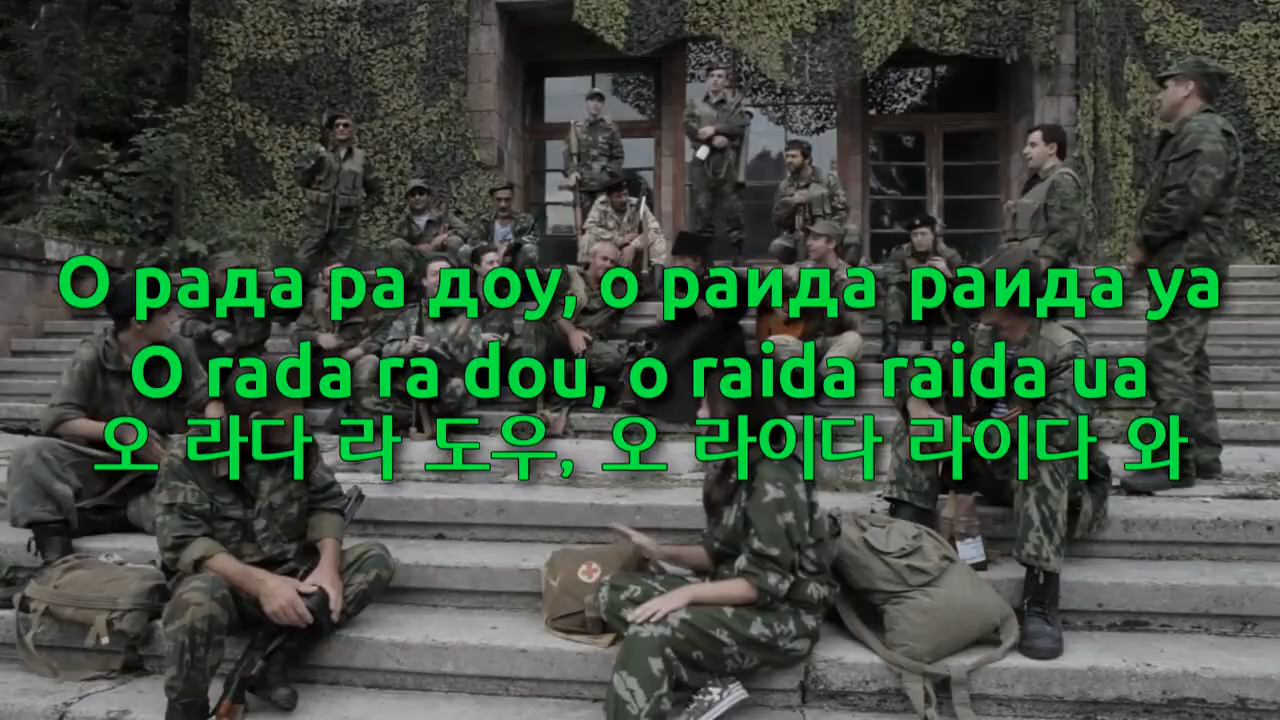 О рада ра доу, о раида раида уа
O rada ra dou, o raida raida ua
오 라다 라 도우, 오 라이다 라이다 와